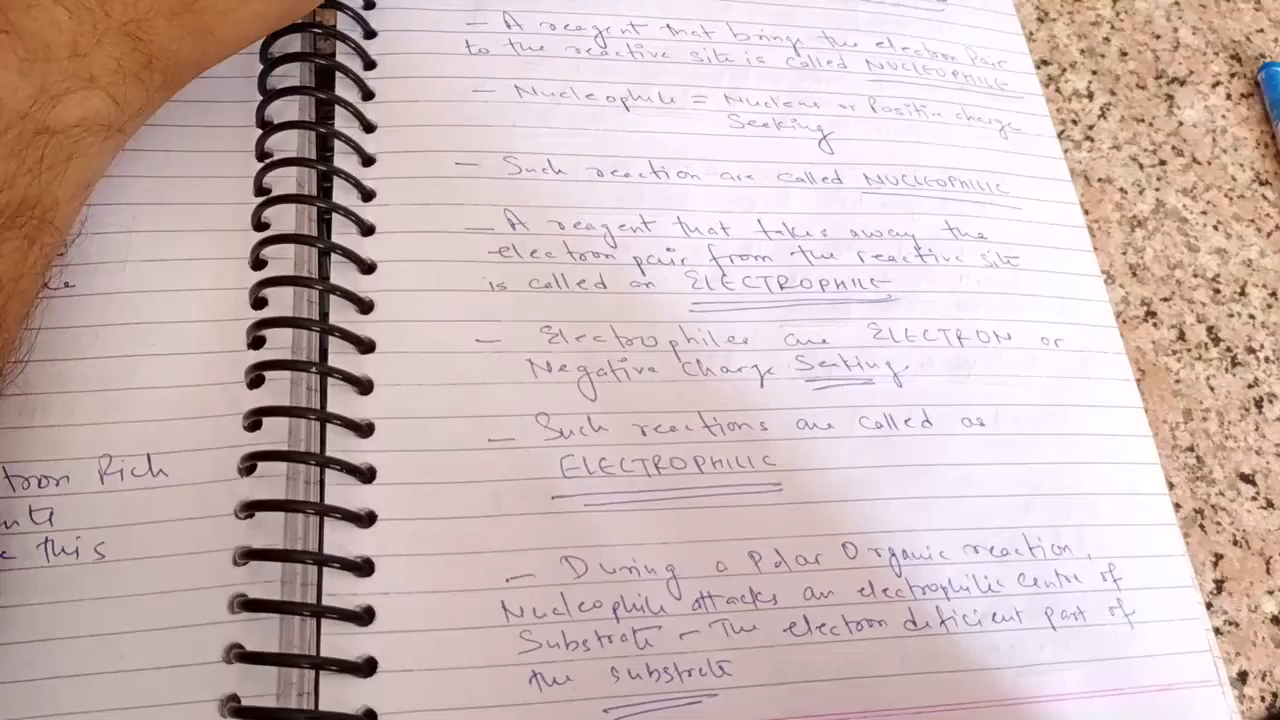 tron Rich
this
- A reagent that brings the electron Pair
to the reactive site is called NUCLEOPHILE
- Nucleophile = Nucleus or Positive charge
Seeking
- Such reaction are called NUCLEOPHILIC
- A reagent that takes away the
electron pair from the reactive site
is called an ELECTROPHILE
- Electrophiles are ELECTRON or
Negative Charge Seeking
- Such reactions are called as
ELECTROPHILIC
- During a Polar Organic reaction,
Nucleophile attacks an electrophilic Centre of
Substrate - The electron deficient part of
the substrate